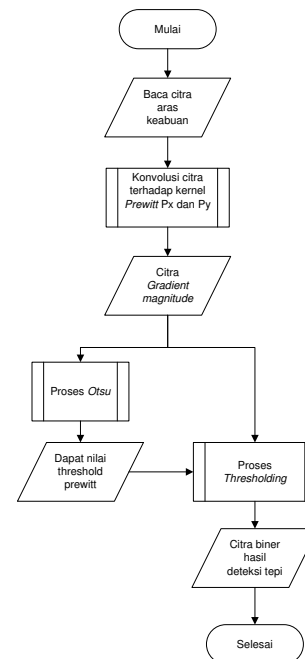 Mulai
Baca citra
aras
keabuan
Konvolusi citra
terhadap kernel
Prewitt Px dan Py
Citra
Gradient
magnitude
Proses Otsu
Dapat nilai
threshold
prewitt
Proses
Thresholding
Citra biner
hasil
deteksi tepi
Selesai